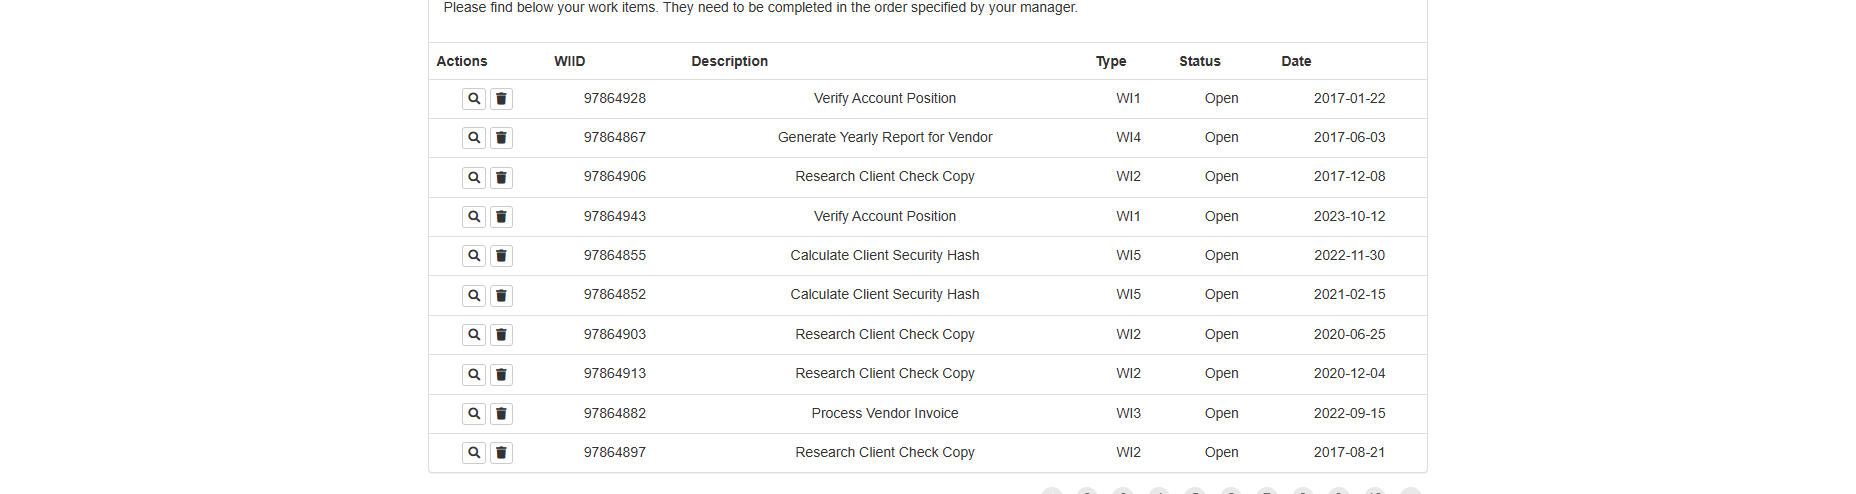 Please find below your work items. They need to be completed in the order specified by your manager.
Actions WIID Description Type Status Date
97864928 Verify Account Position WI1 Open 2017-01-22
97864867 Generate Yearly Report for Vendor WI4 Open 2017-06-03
97864906 Research Client Check Copy WI2 Open 2017-12-08
97864943 Verify Account Position WI1 Open 2023-10-12
97864855 Calculate Client Security Hash WI5 Open 2022-11-30
97864852 Calculate Client Security Hash WI5 Open 2021-02-15
97864903 Research Client Check Copy WI2 Open 2020-06-25
97864913 Research Client Check Copy WI2 Open 2020-12-04
97864882 Process Vendor Invoice WI3 Open 2022-09-15
97864897 Research Client Check Copy WI2 Open 2017-08-21